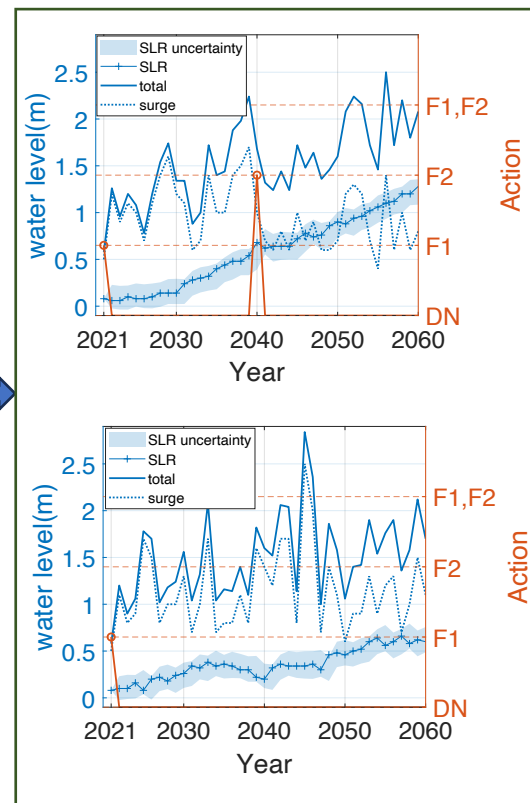 SLR uncertainty
SLR
total
surge
2.5
2
1.5
1
0.5
0
water level(m)
F1,F2
F2
F1
DN
Action
2021
2030
2040
2050
2060
Year
SLR uncertainty
SLR
total
surge
2.5
2
1.5
1
0.5
0
water level(m)
F1,F2
F2
F1
DN
Action
2021
2030
2040
2050
2060
Year